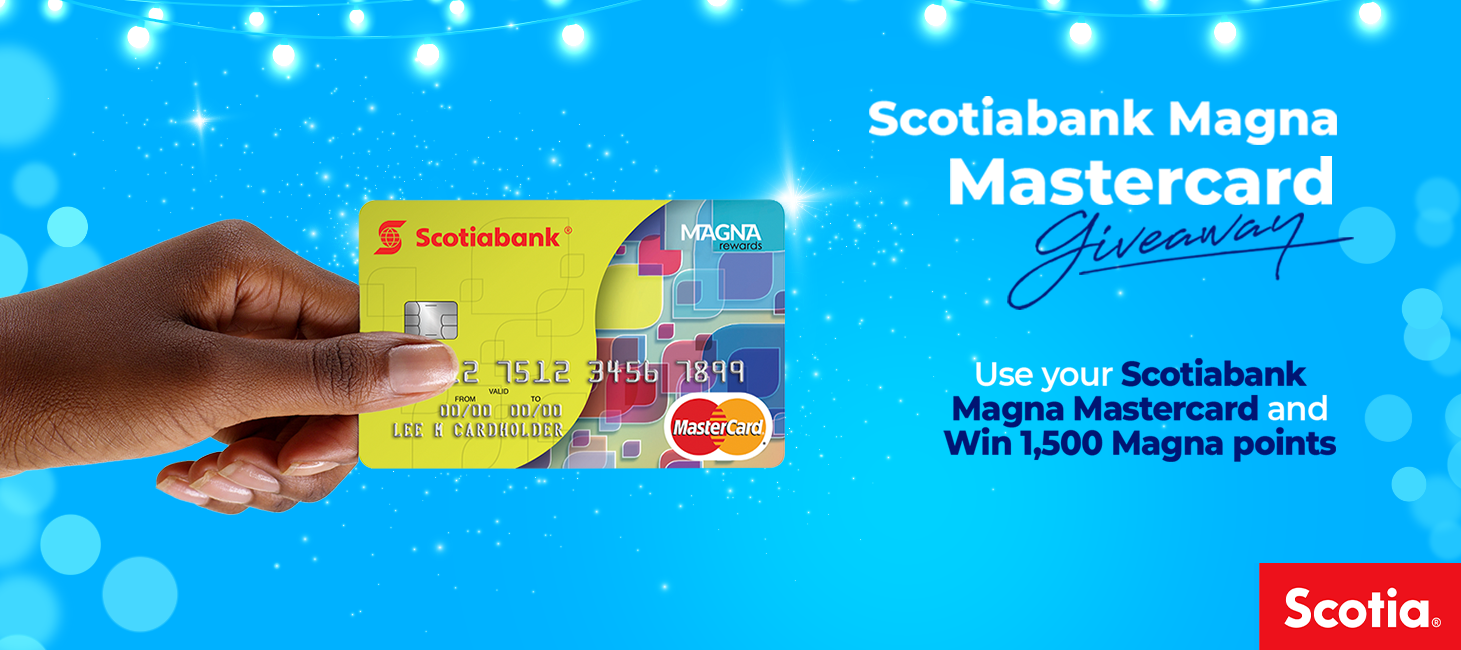 Scotiabank Magna
Mastercard
Giveaway
Scotiabank®
MAGNA
rewards
2 7512 3456 7899
VALID
FROM TO
00/00 00/00
LEE M CARDHOLDER
MasterCard
Use your Scotiabank
Magna Mastercard and
Win 1,500 Magna points
Scotia®